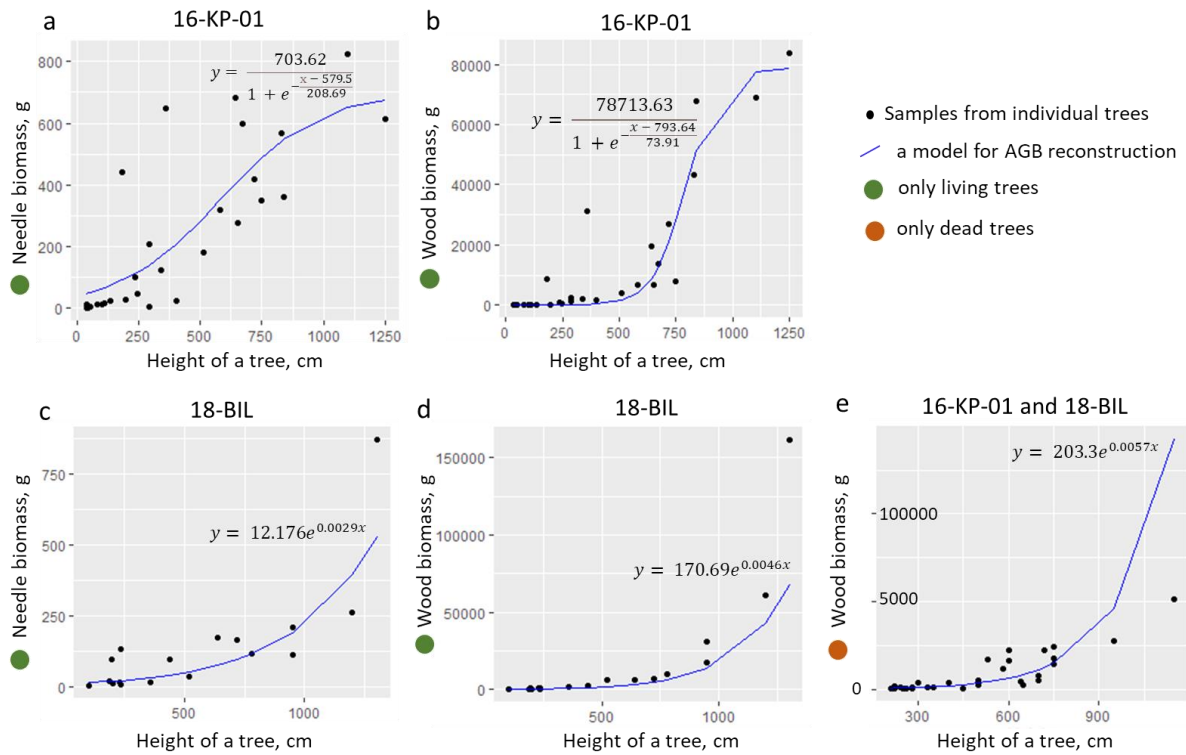 a
16-KP-01
Needle biomass, g
800
600
400
200
0
y = 703.62 / 1 + e^{-\frac{x − 579.5}{208.69}}
0 250 500 750 1000 1250
Height of a tree, cm
b
16-KP-01
Wood biomass, g
80000
60000
40000
20000
0
y = 78713.63 / 1 + e^{-\frac{x − 793.64}{73.91}}
0 250 500 750 1000 1250
Height of a tree, cm
Samples from individual trees
a model for AGB reconstruction
only living trees
only dead trees
c
18-BIL
Needle biomass, g
750
500
250
0
y = 12.176e^{0.0029x}
500 1000
Height of a tree, cm
d
18-BIL
Wood biomass, g
150000
100000
50000
0
y = 170.69e^{0.0046x}
500 1000
Height of a tree, cm
e
16-KP-01 and 18-BIL
Wood biomass, g
100000
5000
0
y = 203.3e^{0.0057x}
300 600 900
Height of a tree, cm